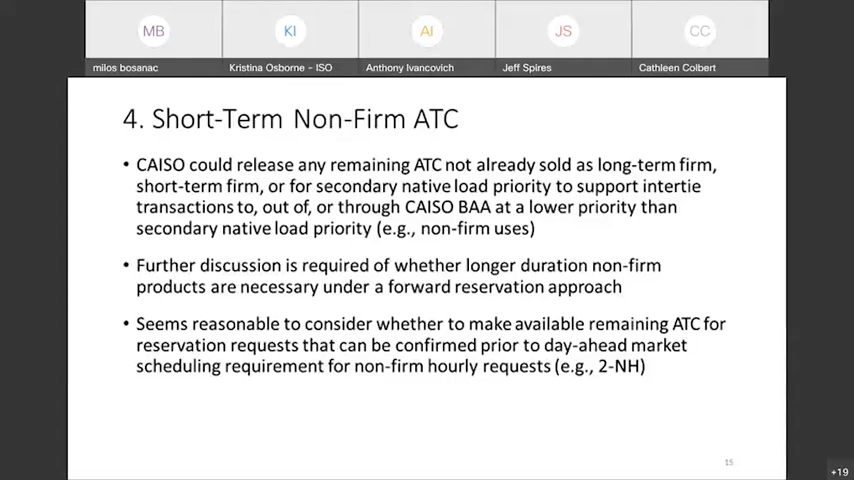 MB
KI
AI
JS
CC
milos bosanac
Kristina Osborne - ISO
Anthony Ivancovich
Jeff Spires
Cathleen Colbert
4. Short-Term Non-Firm ATC
• CAISO could release any remaining ATC not already sold as long-term firm,
short-term firm, or for secondary native load priority to support intertie
transactions to, out of, or through CAISO BAA at a lower priority than
secondary native load priority (e.g., non-firm uses)
• Further discussion is required of whether longer duration non-firm
products are necessary under a forward reservation approach
• Seems reasonable to consider whether to make available remaining ATC for
reservation requests that can be confirmed prior to day-ahead market
scheduling requirement for non-firm hourly requests (e.g., 2-NH)
15
+19